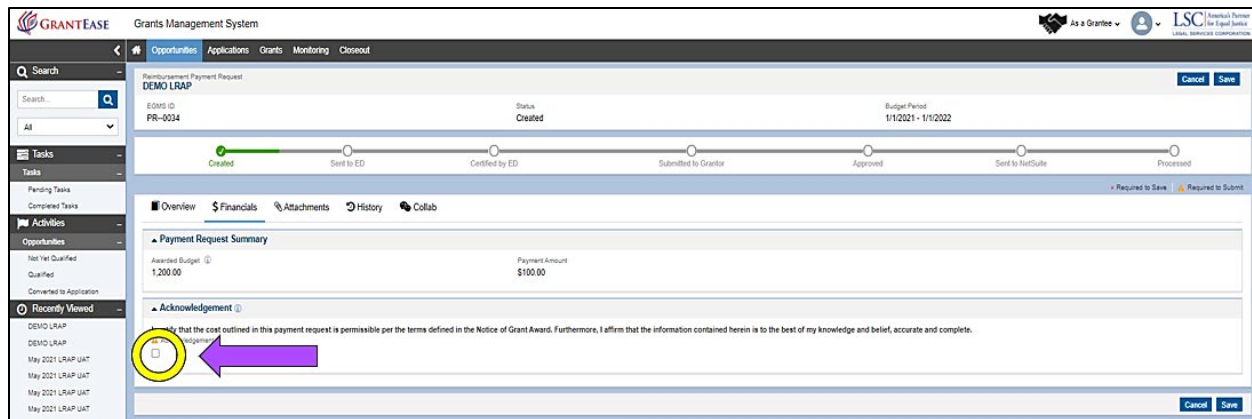 GRANTEASE Grants Management System As a Grantee LSC America's Partner for Equal Justice LEGAL SERVICES CORPORATION
Opportunities Applications Grants Monitoring Closeout
Search
Search...
All
Tasks
Tasks
Pending Tasks
Completed Tasks
Activities
Opportunities
Not Yet Qualified
Qualified
Converted to Application
Recently Viewed
DEMO LRAP
DEMO LRAP
May 2021 LRAP UAT
May 2021 LRAP UAT
May 2021 LRAP UAT
May 2021 LRAP UAT
Reimbursement Payment Request
DEMO LRAP
Cancel Save
EGMS ID Status Budget Period
PR--0034 Created 1/1/2021 - 1/1/2022
Created Sent to ED Certified by ED Submitted to Grantor Approved Sent to NetSuite Processed
Required to Save Required to Submit
Overview $ Financials Attachments History Collab
Payment Request Summary
Awarded Budget Payment Amount
1,200.00 $100.00
Acknowledgement
that the cost outlined in this payment request is permissible per the terms defined in the Notice of Grant Award. Furthermore, I affirm that the information contained herein is to the best of my knowledge and belief, accurate and complete.
Cancel Save